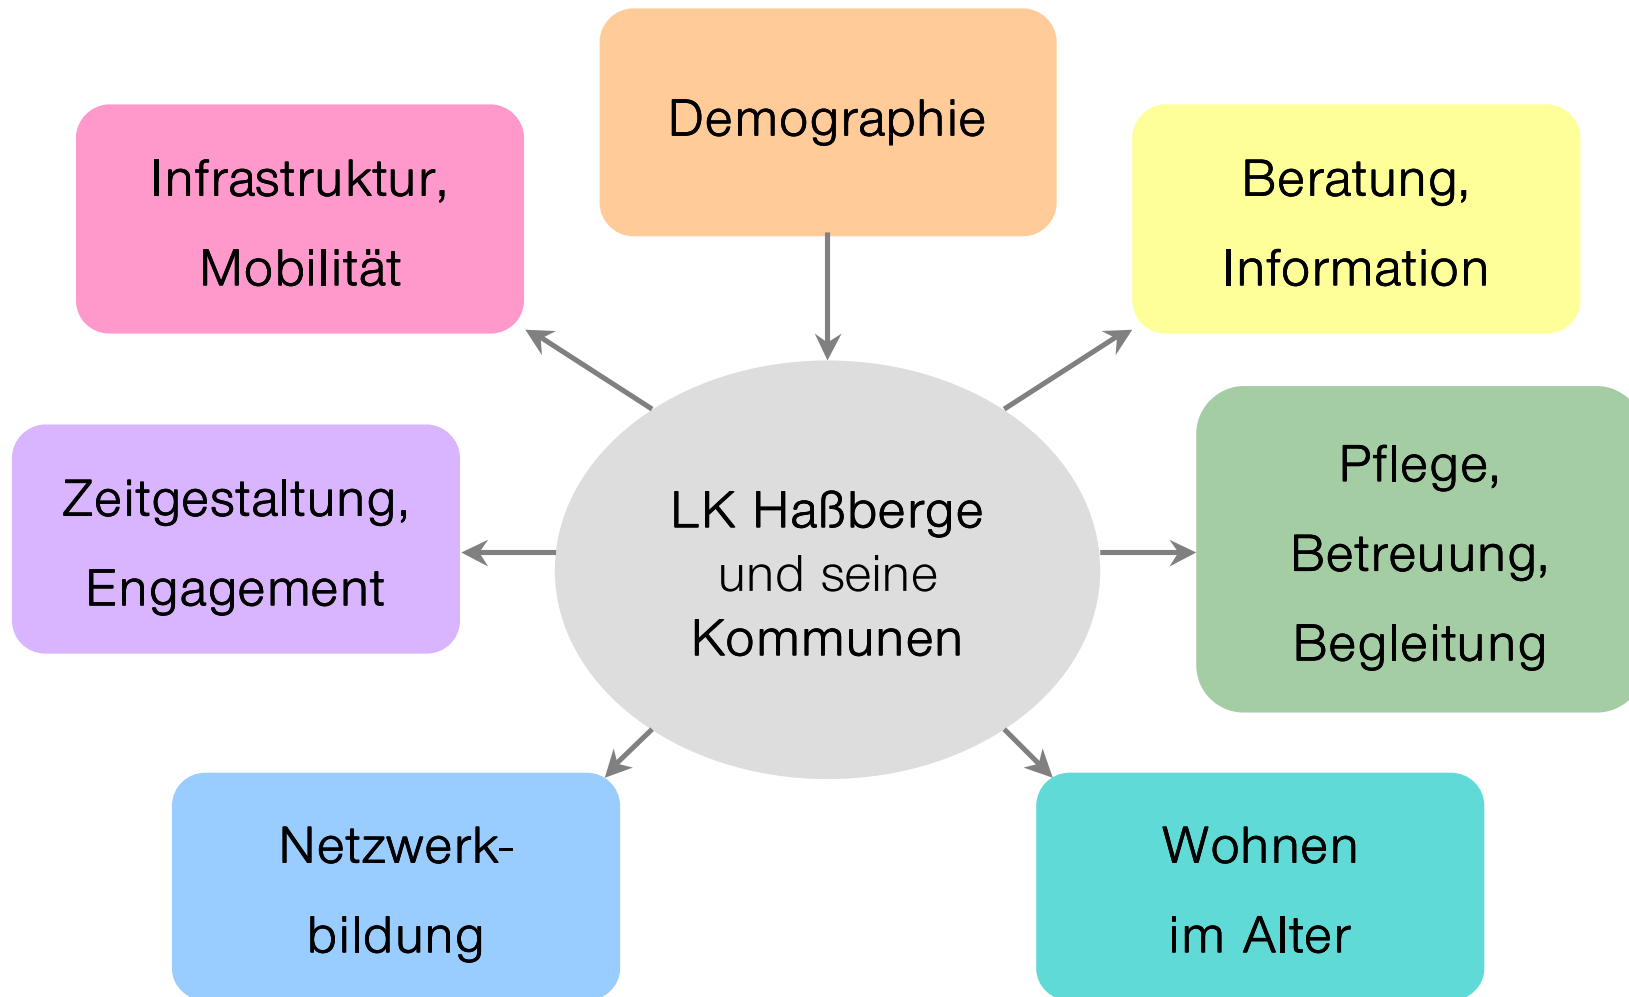 Demographie
Infrastruktur,
Mobilität
Beratung,
Information
Zeitgestaltung,
Engagement
LK Haßberge
und seine
Kommunen
Pflege,
Betreuung,
Begleitung
Netzwerk-
bildung
Wohnen
im Alter